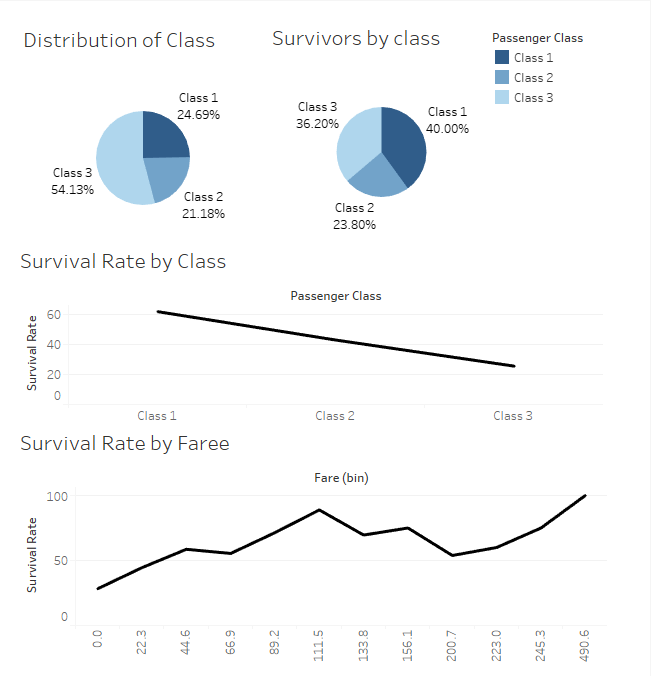 Distribution of Class
Survivors by class
Passenger Class
Class 1
Class 2
Class 3
Class 1
24.69%
Class 3
54.13%
Class 2
21.18%
Class 3
36.20%
Class 1
40.00%
Class 2
23.80%
Survival Rate by Class
Passenger Class
Survival Rate
60
40
20
0
Class 1
Class 2
Class 3
Survival Rate by Faree
Fare (bin)
Survival Rate
100
50
0
0.0
22.3
44.6
66.9
89.2
111.5
133.8
156.1
200.7
223.0
245.3
490.6